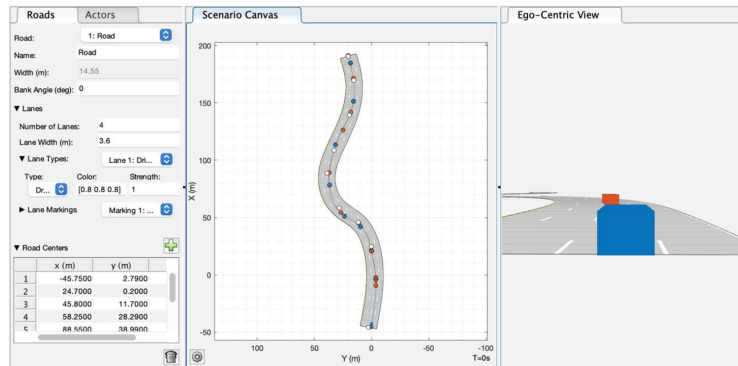 Roads Actors
Road: 1: Road
Name: Road
Width (m): 14.55
Bank Angle (deg): 0
▼ Lanes
Number of Lanes: 4
Lane Width (m): 3.6
▼ Lane Types: Lane 1: Dri...
Type: Color: Strength:
Dr... [0.8 0.8 0.8] 1
► Lane Markings Marking 1: ...
▼ Road Centers
x (m) y (m)
1 -45.7500 2.7900
2 24.7000 0.2000
3 45.8000 11.7000
4 58.2500 28.2900
5 88.5500 38.9900
Scenario Canvas
200
150
100
50
0
-50
X (m)
100 50 0 -50 -100
Y (m) T=0s
Ego-Centric View